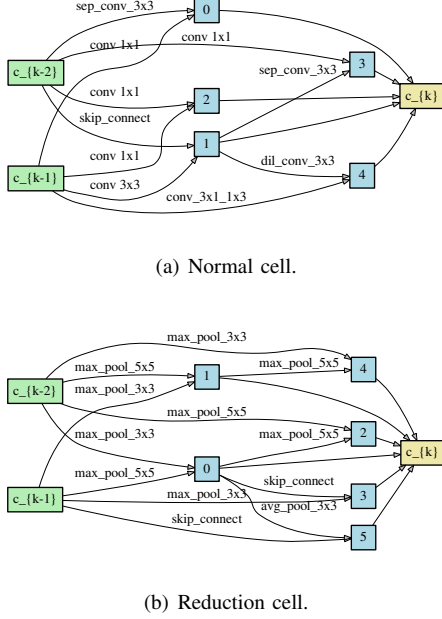 sep_conv_3x3
0
conv 1x1
conv 1x1
c_{k-2}
sep_conv_3x3
3
conv 1x1
2
c_{k}
skip_connect
1
conv 1x1
dil_conv_3x3
c_{k-1}
conv 3x3
conv_3x1_1x3
4
(a) Normal cell.
max_pool_3x3
max_pool_5x5
max_pool_5x5
4
c_{k-2}
1
max_pool_3x3
max_pool_5x5
max_pool_3x3
max_pool_5x5
2
c_{k}
max_pool_5x5
0
skip_connect
c_{k-1}
max_pool_3x3
3
avg_pool_3x3
skip_connect
5
(b) Reduction cell.